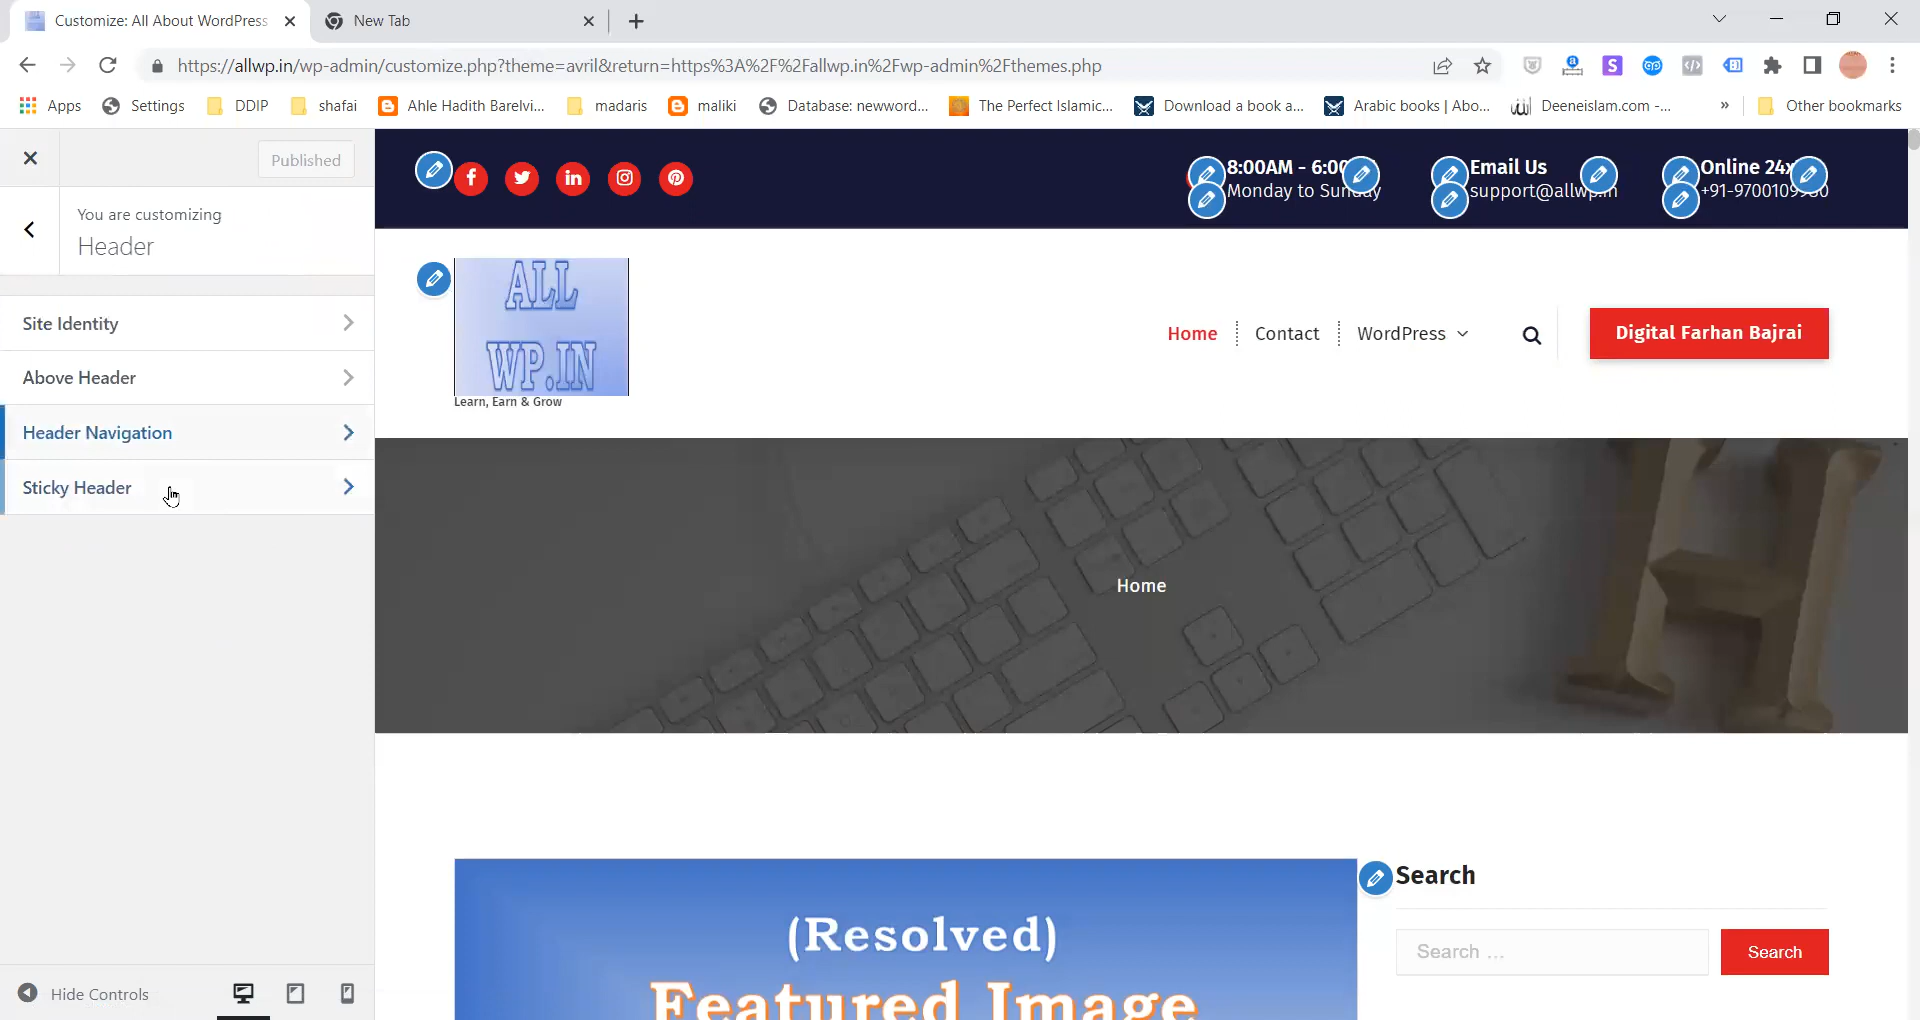 Customize: All About WordPress
New Tab
https://allwp.in/wp-admin/customize.php?theme=avril&return=https%3A%2F%2Fallwp.in%2Fwp-admin%2Fthemes.php
Apps
Settings
DDIP
shafai
Ahle Hadith Barelvi...
madaris
maliki
Database: newword...
The Perfect Islamic...
Download a book a...
Arabic books | Abo...
Deeneislam.com -...
»
Other bookmarks
Published
You are customizing
Header
Site Identity
Above Header
Header Navigation
Sticky Header
Hide Controls
8:00AM - 6:00
Monday to Sunday
Email Us
support@allwp.in
Online 24x
ALL
WP.IN
Learn, Earn & Grow
Home
Contact
WordPress
Digital Farhan Bajrai
Home
(Resolved)
Featured Image
Search
Search ...
Search